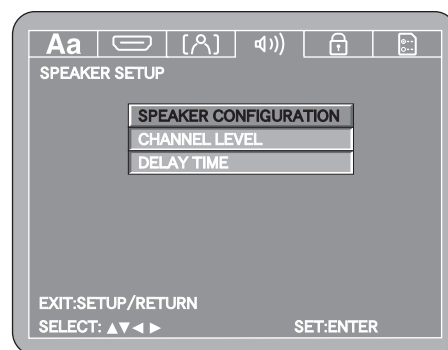 Aa
SPEAKER SETUP
SPEAKER CONFIGURATION
CHANNEL LEVEL
DELAY TIME
EXIT:SETUP/RETURN
SELECT: ▲▼◄ ► SET:ENTER